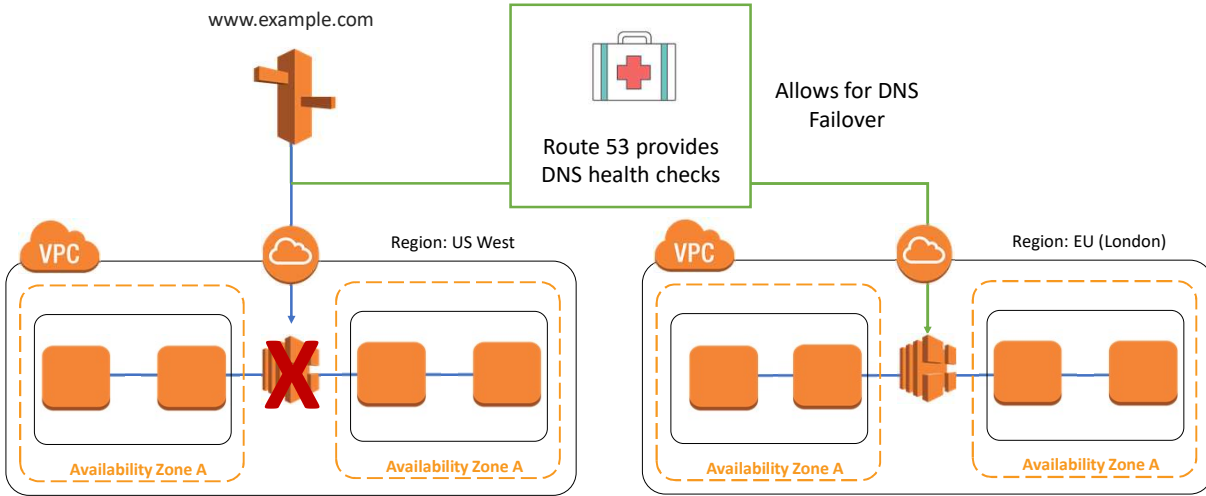 www.example.com
Allows for DNS
Failover
Route 53 provides
DNS health checks
VPC
Region: US West
VPC
Region: EU (London)
Availability Zone A
Availability Zone A
Availability Zone A
Availability Zone A